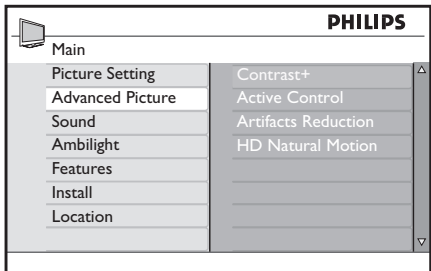 PHILIPS
Main
Picture Setting
Advanced Picture
Sound
Ambilight
Features
Install
Location
Contrast+
Active Control
Artifacts Reduction
HD Natural Motion